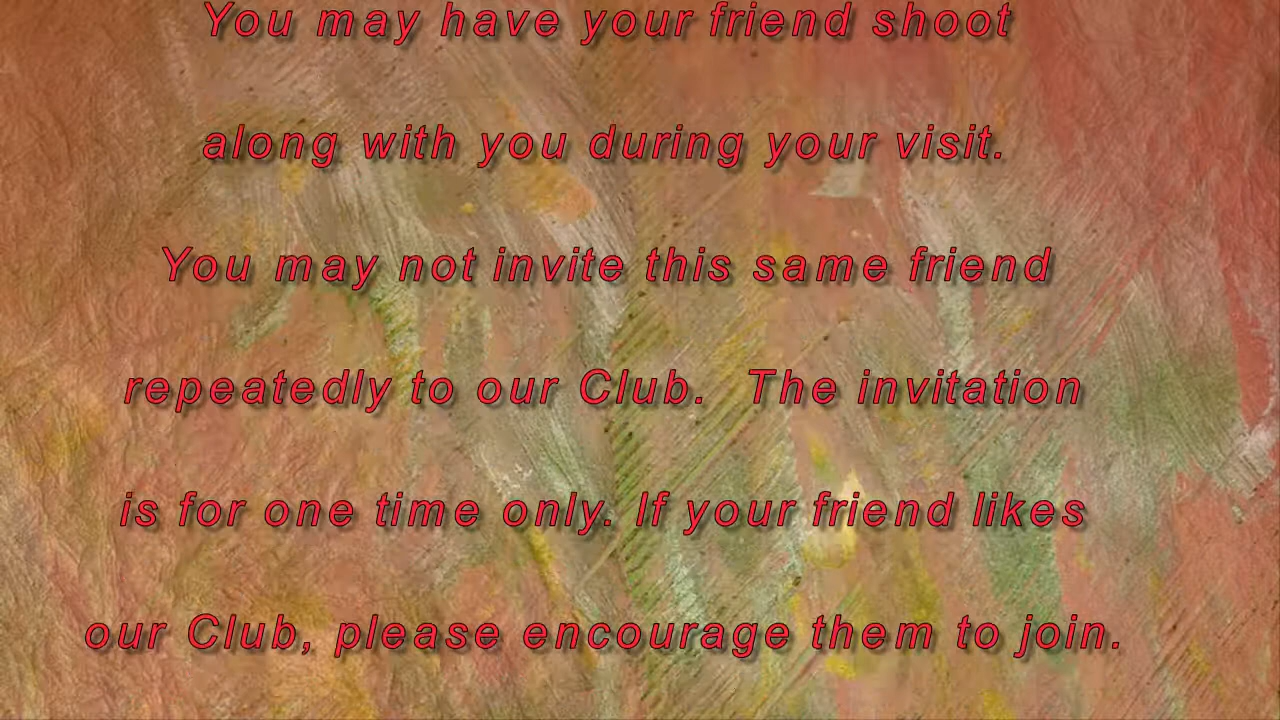 You may have your friend shoot
along with you during your visit.
You may not invite this same friend
repeatedly to our Club.  The invitation
is for one time only. If your friend likes
our Club, please encourage them to join.